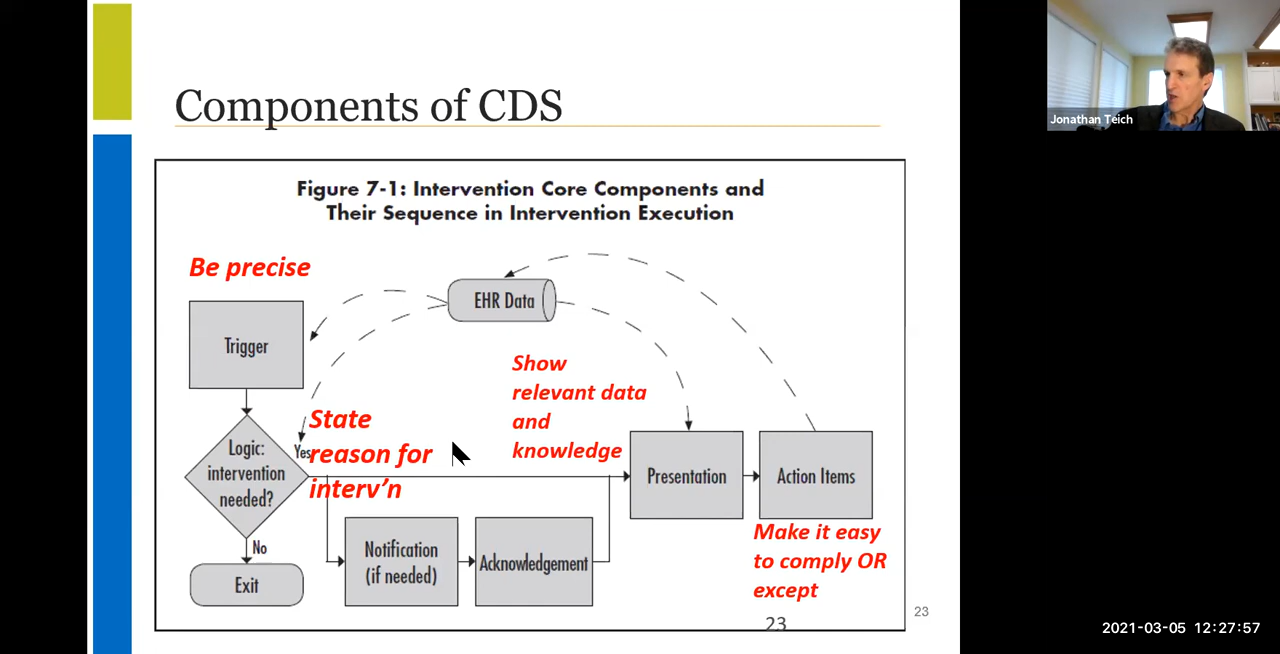 Components of CDS
Figure 7-1: Intervention Core Components and
Their Sequence in Intervention Execution
Be precise
EHR Data
Trigger
Show
relevant data
and
knowledge
State
reason for
interv’n
Logic:
intervention
needed?
Yes
No
Exit
Notification
(if needed)
Acknowledgement
Presentation
Action Items
Make it easy
to comply OR
except
23
23
Jonathan Teich
2021-03-05 12:27:57